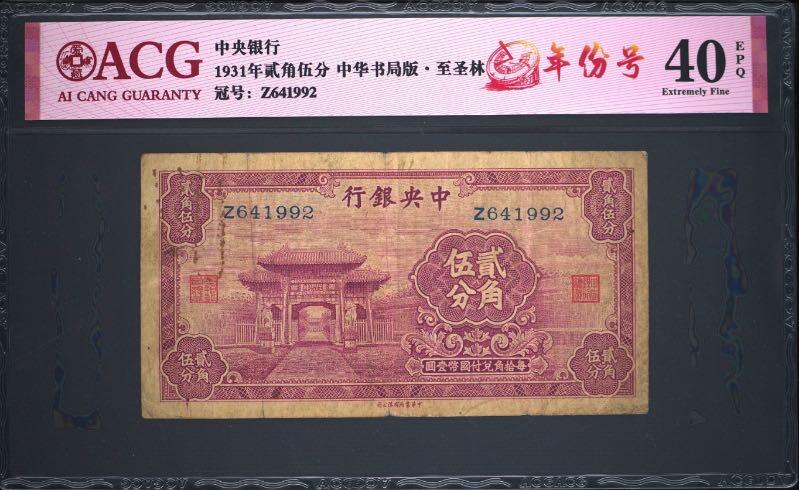 ACG
AI CANG GUARANTY
中央银行
1931年贰角伍分 中华书局版·至圣林
冠号：Z641992
年份号
40
EPQ
Extremely Fine
行銀央中
Z641992
Z641992
貳角伍分
貳角伍分
貳角
伍分
每拾角兌付國幣壹圓
貳角
伍分
貳角
伍分